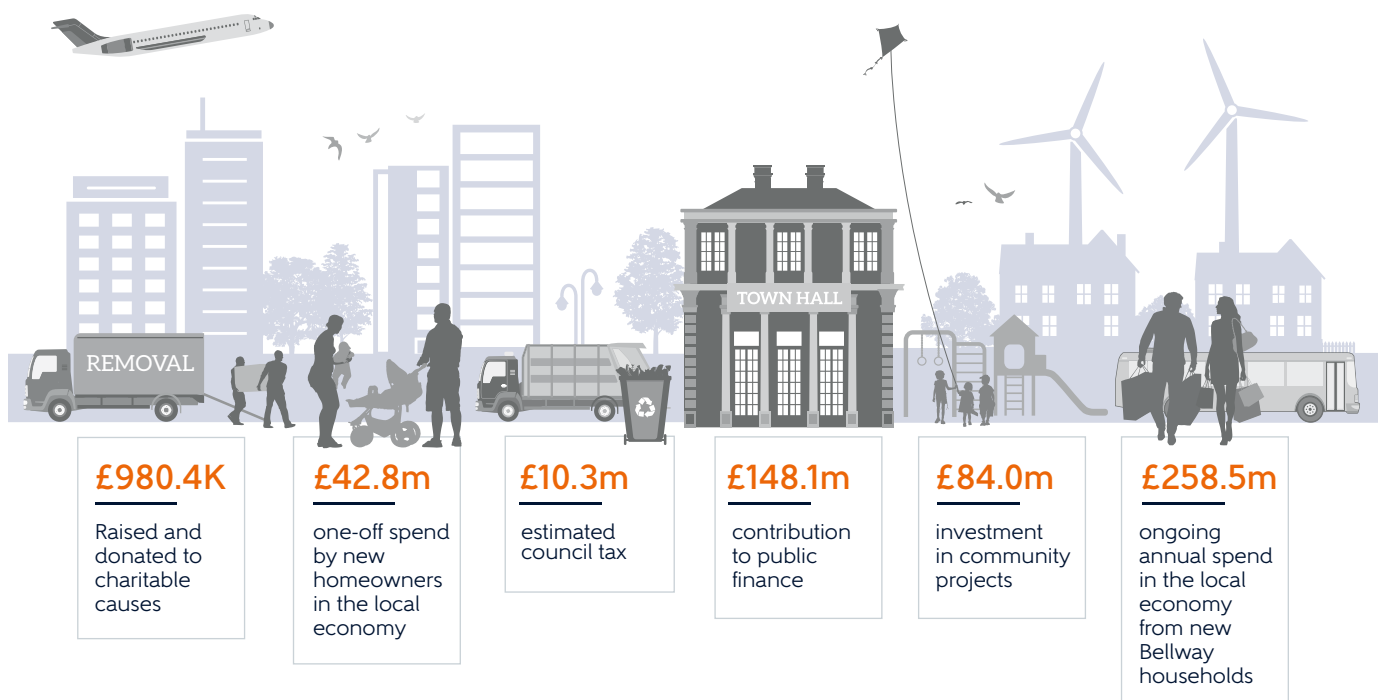 REMOVAL
TOWN HALL
£980.4K
Raised and
donated to
charitable
causes
£42.8m
one-off spend
by new
homeowners
in the local
economy
£10.3m
estimated
council tax
£148.1m
contribution
to public
finance
£84.0m
investment
in community
projects
£258.5m
ongoing
annual spend
in the local
economy
from new
Bellway
households